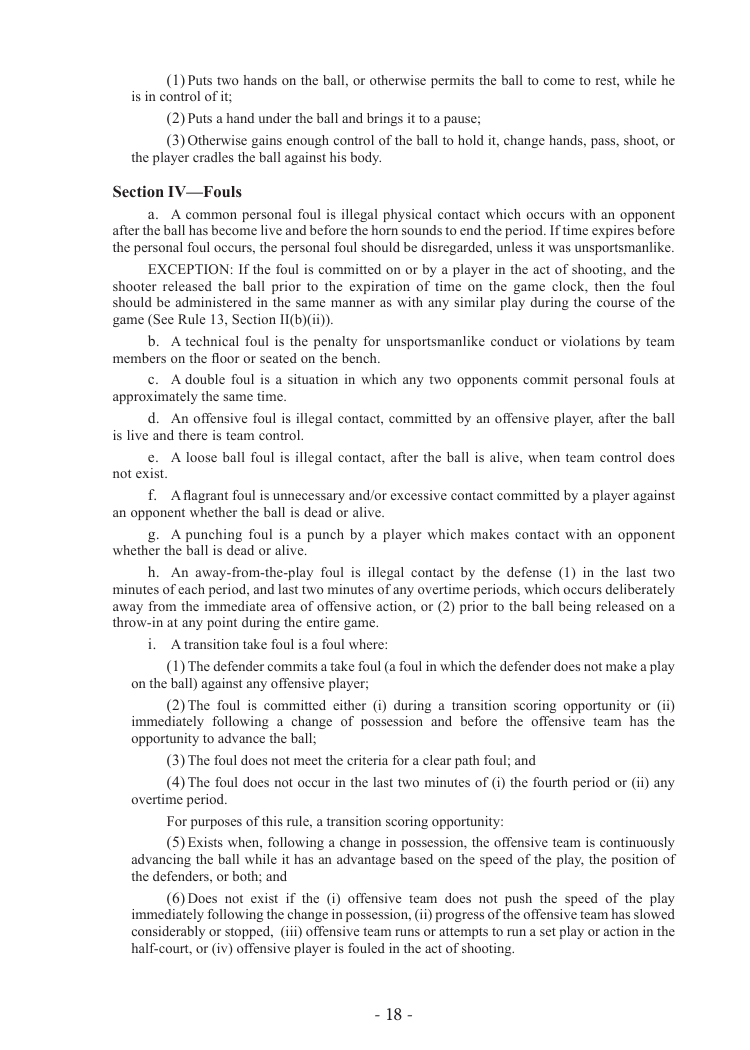 (1) Puts two hands on the ball, or otherwise permits the ball to come to rest, while he
is in control of it;
(2) Puts a hand under the ball and brings it to a pause;
(3) Otherwise gains enough control of the ball to hold it, change hands, pass, shoot, or
the player cradles the ball against his body.
Section IV—Fouls
a. A common personal foul is illegal physical contact which occurs with an opponent
after the ball has become live and before the horn sounds to end the period. If time expires before
the personal foul occurs, the personal foul should be disregarded, unless it was unsportsmanlike.
EXCEPTION: If the foul is committed on or by a player in the act of shooting, and the
shooter released the ball prior to the expiration of time on the game clock, then the foul
should be administered in the same manner as with any similar play during the course of the
game (See Rule 13, Section II(b)(ii)).
b. A technical foul is the penalty for unsportsmanlike conduct or violations by team
members on the floor or seated on the bench.
c. A double foul is a situation in which any two opponents commit personal fouls at
approximately the same time.
d. An offensive foul is illegal contact, committed by an offensive player, after the ball
is live and there is team control.
e. A loose ball foul is illegal contact, after the ball is alive, when team control does
not exist.
f. A flagrant foul is unnecessary and/or excessive contact committed by a player against
an opponent whether the ball is dead or alive.
g. A punching foul is a punch by a player which makes contact with an opponent
whether the ball is dead or alive.
h. An away-from-the-play foul is illegal contact by the defense (1) in the last two
minutes of each period, and last two minutes of any overtime periods, which occurs deliberately
away from the immediate area of offensive action, or (2) prior to the ball being released on a
throw-in at any point during the entire game.
i. A transition take foul is a foul where:
(1) The defender commits a take foul (a foul in which the defender does not make a play
on the ball) against any offensive player;
(2) The foul is committed either (i) during a transition scoring opportunity or (ii)
immediately following a change of possession and before the offensive team has the
opportunity to advance the ball;
(3) The foul does not meet the criteria for a clear path foul; and
(4) The foul does not occur in the last two minutes of (i) the fourth period or (ii) any
overtime period.
For purposes of this rule, a transition scoring opportunity:
(5) Exists when, following a change in possession, the offensive team is continuously
advancing the ball while it has an advantage based on the speed of the play, the position of
the defenders, or both; and
(6) Does not exist if the (i) offensive team does not push the speed of the play
immediately following the change in possession, (ii) progress of the offensive team has slowed
considerably or stopped, (iii) offensive team runs or attempts to run a set play or action in the
half-court, or (iv) offensive player is fouled in the act of shooting.
- 18 -